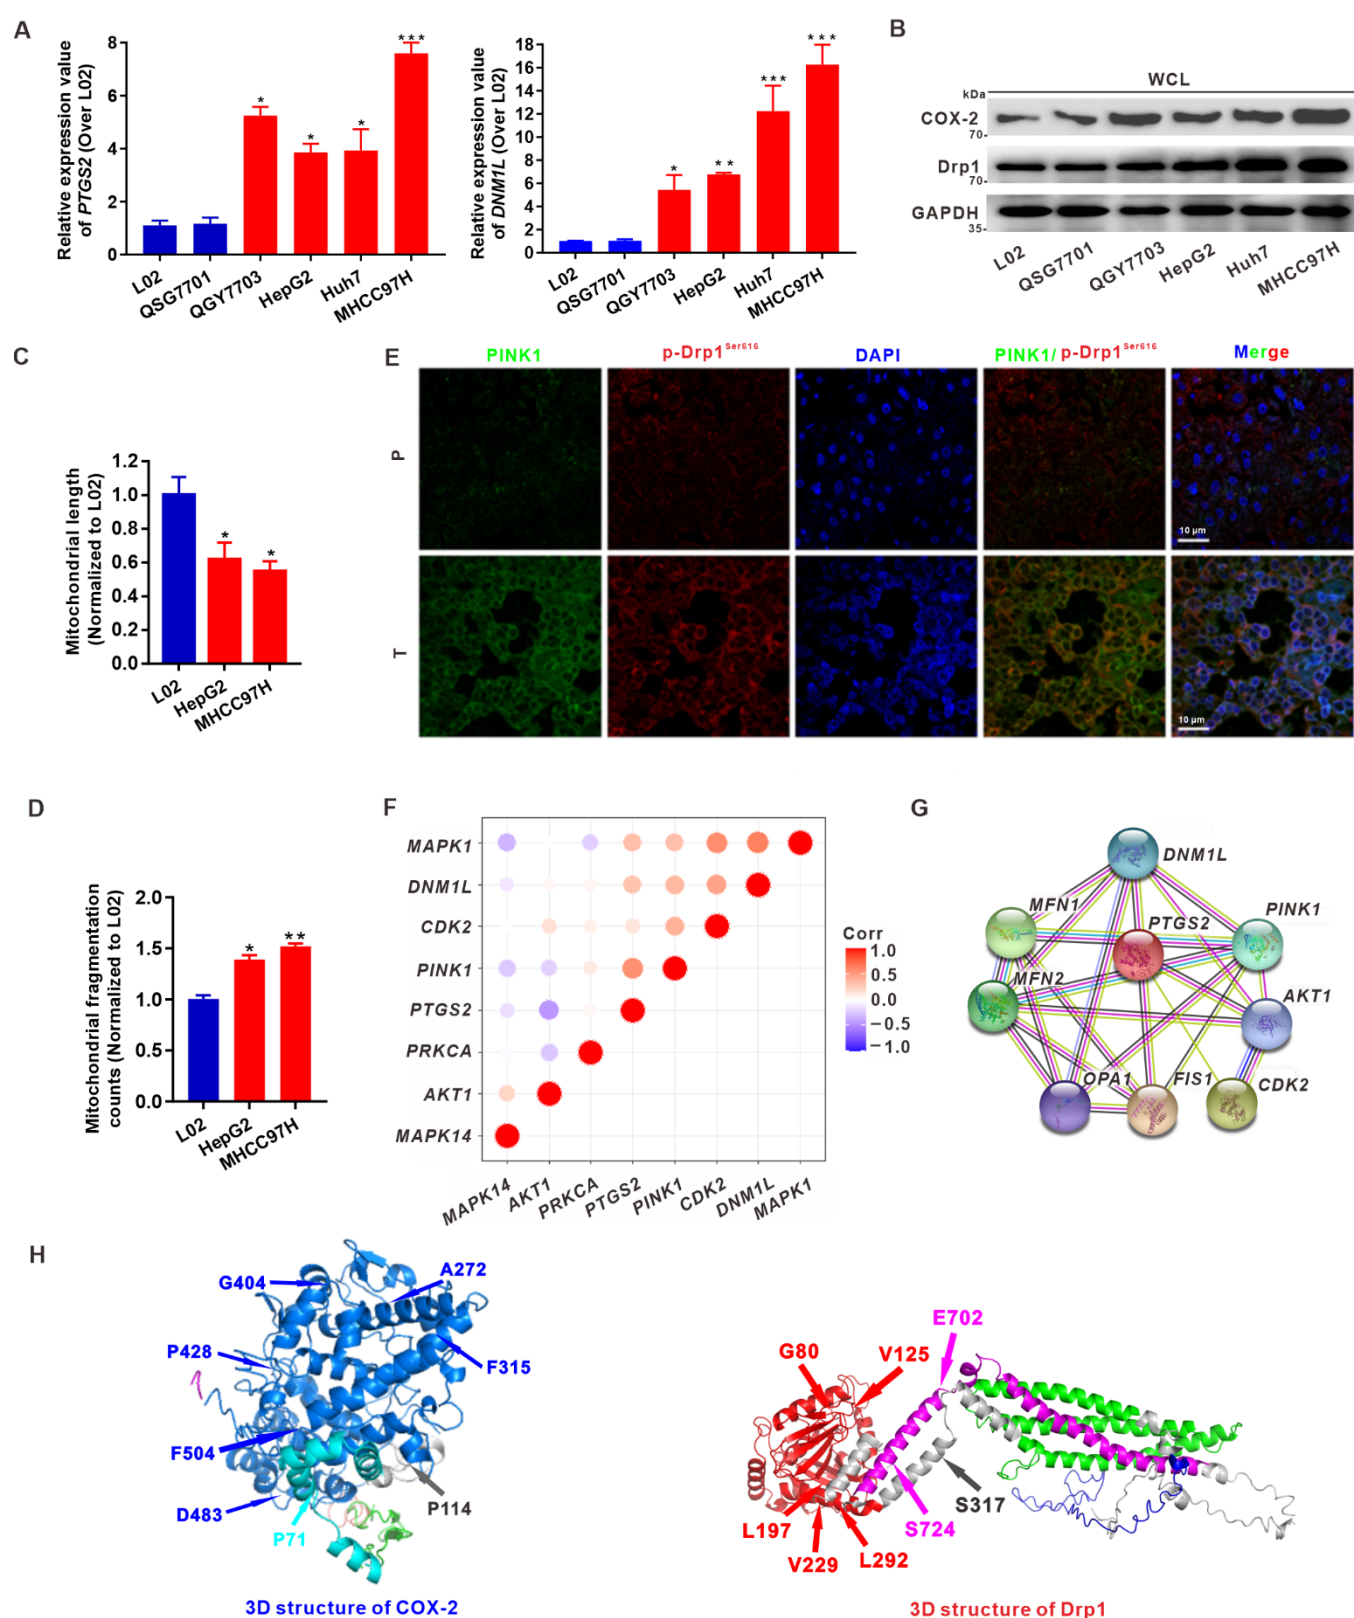 A
Relative expression value
of PTGS2 (Over L02)
8
6
4
2
0
*
*
*
***
L02
QSG7701
QGY7703
HepG2
Huh7
MHCC97H
Relative expression value
of DNM1L (Over L02)
18
16
14
12
10
8
6
4
2
0
*
**
***
***
L02
QSG7701
QGY7703
HepG2
Huh7
MHCC97H
B
WCL
kDa
COX-2
70-
Drp1
70-
GAPDH
35-
L02
QSG7701
QGY7703
HepG2
Huh7
MHCC97H
C
Mitochondrial length
(Normalized to L02)
1.2
1.0
0.8
0.6
0.4
0.2
0.0
*
*
L02
HepG2
MHCC97H
E
PINK1
p-Drp1Ser616
DAPI
PINK1/ p-Drp1Ser616
Merge
P
10 μm
T
10 μm
D
Mitochondrial fragmentation
counts (Normalized to L02)
2.0
1.5
1.0
0.5
0.0
*
**
L02
HepG2
MHCC97H
F
MAPK1
DNM1L
CDK2
PINK1
PTGS2
PRKCA
AKT1
MAPK14
MAPK14
AKT1
PRKCA
PTGS2
PINK1
CDK2
DNM1L
MAPK1
Corr
1.0
0.5
0.0
−0.5
−1.0
G
DNM1L
MFN1
PTGS2
PINK1
MFN2
AKT1
OPA1
FIS1
CDK2
H
G404
A272
P428
F315
F504
D483
P71
P114
3D structure of COX-2
E702
G80
V125
L197
V229
L292
S724
S317
3D structure of Drp1